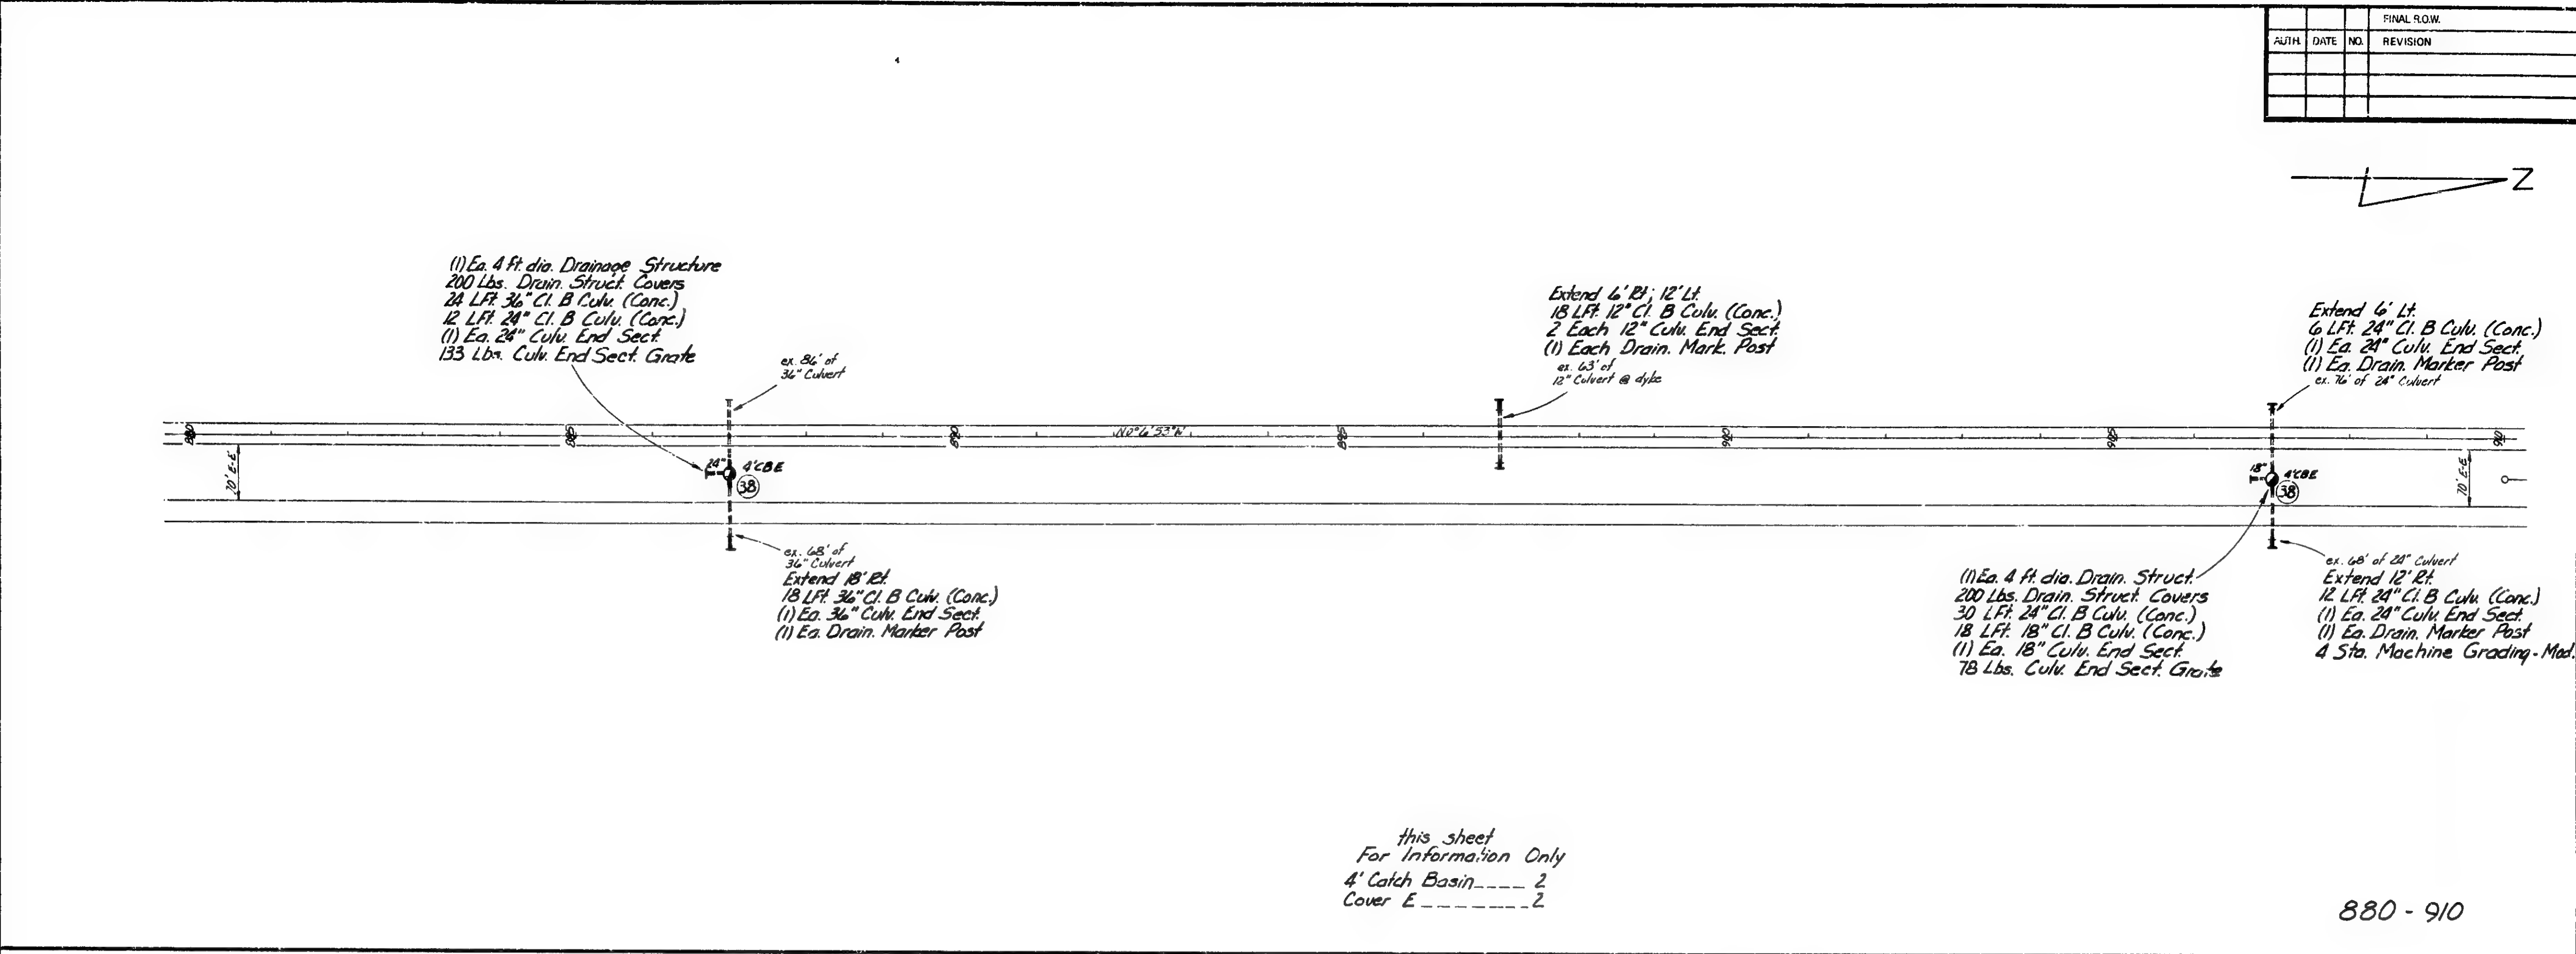 FINAL R.O.W.
AUTH. DATE NO. REVISION
Z
(1) Ea. 4 ft. dia. Drainage Structure
200 Lbs. Drain. Struct. Covers
24 LFt. 36" Cl. B Culv. (Conc.)
12 LFt. 24" Cl. B Culv. (Conc.)
(1) Ea. 24" Culv. End Sect.
133 Lbs. Culv. End Sect. Grate
ex. 86' of
36" Culvert
Extend 6' Rt; 12' Lt.
18 LFt. 12" Cl. B Culv. (Conc.)
2 Each 12" Culv. End Sect.
(1) Each Drain. Mark. Post
ex. 63' of
12" Culvert @ dyke
Extend 6' Lt.
6 LFt. 24" Cl. B Culv. (Conc.)
(1) Ea. 24" Culv. End Sect.
(1) Ea. Drain. Marker Post
ex. 76' of 24" Culvert
880 885 890 N0°6'53"W 895 900 905 910
70' E-E
24" 4'CBE
38
18" 4'CBE
38
70' E-E
ex. 68' of
36" Culvert
Extend 18' Rt.
18 LFt. 36" Cl. B Culv. (Conc.)
(1) Ea. 36" Culv. End Sect.
(1) Ea. Drain. Marker Post
(1) Ea. 4 ft. dia. Drain. Struct.
200 Lbs. Drain. Struct. Covers
30 LFt. 24" Cl. B Culv. (Conc.)
18 LFt. 18" Cl. B Culv. (Conc.)
(1) Ea. 18" Culv. End Sect.
78 Lbs. Culv. End Sect. Grate
ex. 68' of 24" Culvert
Extend 12' Rt.
12 LFt. 24" Cl. B Culv. (Conc.)
(1) Ea. 24" Culv. End Sect.
(1) Ea. Drain. Marker Post
4 Sta. Machine Grading - Mod.
this sheet
For Information Only
4' Catch Basin_____ 2
Cover E _________ 2
880 - 910